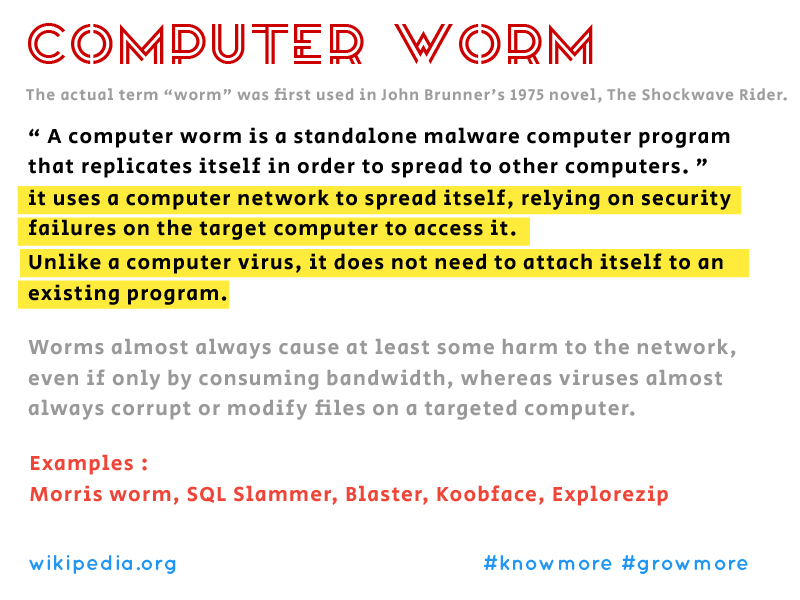 COMPUTER WORM
The actual term “worm” was first used in John Brunner’s 1975 novel, The Shockwave Rider.
“ A computer worm is a standalone malware computer program
that replicates itself in order to spread to other computers. ”
it uses a computer network to spread itself, relying on security
failures on the target computer to access it.
Unlike a computer virus, it does not need to attach itself to an
existing program.
Worms almost always cause at least some harm to the network,
even if only by consuming bandwidth, whereas viruses almost
always corrupt or modify files on a targeted computer.
Examples :
Morris worm, SQL Slammer, Blaster, Koobface, Explorezip
wikipedia.org #knowmore #growmore